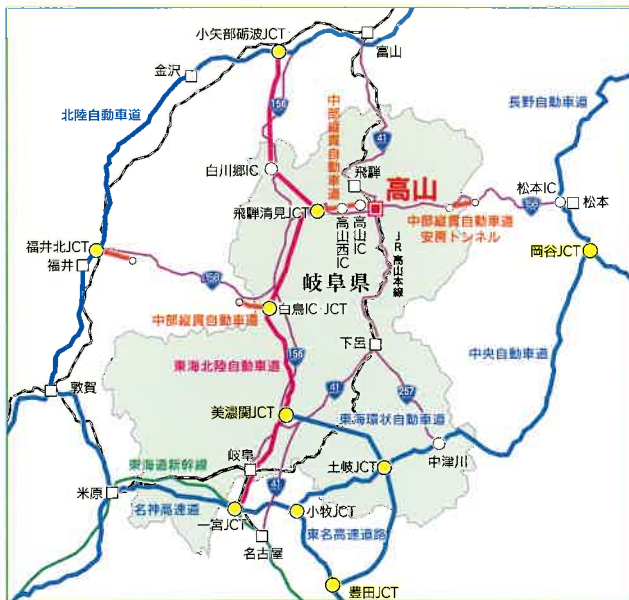 小矢部砺波JCT
富山
金沢
156
41
長野自動車道
北陸自動車道
中部縦貫自動車道
白川郷IC
飛騨
高山
松本IC
松本
飛騨清見JCT
高山西IC
高山IC
中部縦貫自動車道
安房トンネル
JR高山本線
福井北JCT
福井
岡谷JCT
158
岐阜県
白鳥IC JCT
中部縦貫自動車道
156
下呂
中央自動車道
東海北陸自動車道
敦賀
41
257
美濃関JCT
東海環状自動車道
東海道新幹線
岐阜
土岐JCT
中津川
米原
41
名神高速道
一宮JCT
小牧JCT
名古屋
東名高速道路
豊田JCT